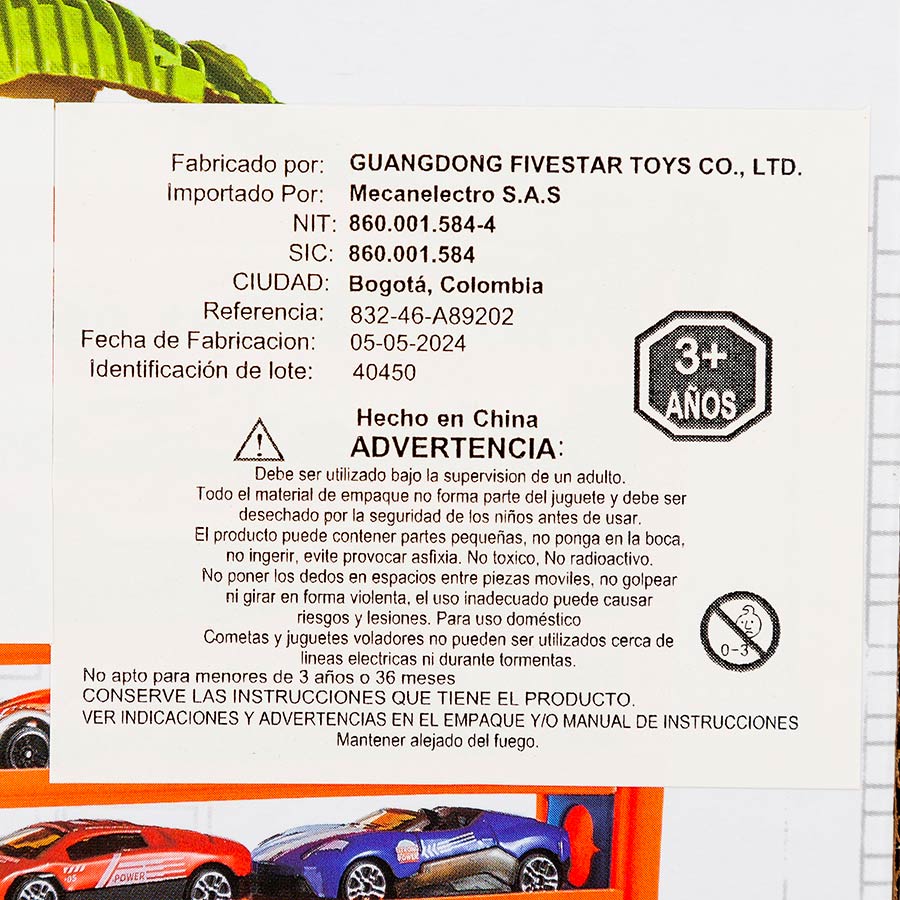 Fabricado por: GUANGDONG FIVESTAR TOYS CO., LTD.
Importado Por: Mecanelectro S.A.S
NIT: 860.001.584-4
SIC: 860.001.584
CIUDAD: Bogotá, Colombia
Referencia: 832-46-A89202
Fecha de Fabricacion: 05-05-2024
Identificación de lote: 40450
3+
AÑOS
Hecho en China
ADVERTENCIA:
Debe ser utilizado bajo la supervision de un adulto.
Todo el material de empaque no forma parte del juguete y debe ser
desechado por la seguridad de los niños antes de usar.
El producto puede contener partes pequeñas, no ponga en la boca,
no ingerir, evite provocar asfixia. No toxico, No radioactivo.
No poner los dedos en espacios entre piezas moviles, no golpear
ni girar en forma violenta, el uso inadecuado puede causar
riesgos y lesiones. Para uso doméstico
Cometas y juguetes voladores no pueden ser utilizados cerca de
lineas electricas ni durante tormentas.
0-3
No apto para menores de 3 años o 36 meses
CONSERVE LAS INSTRUCCIONES QUE TIENE EL PRODUCTO.
VER INDICACIONES Y ADVERTENCIAS EN EL EMPAQUE Y/O MANUAL DE INSTRUCCIONES
Mantener alejado del fuego.
POWER
POWER